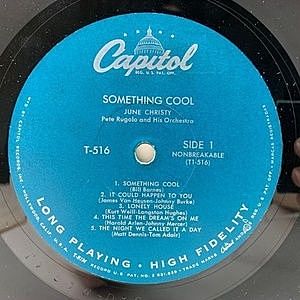 Capitol
REG. U.S. PAT. OFF.
SOMETHING COOL
JUNE CHRISTY
Pete Rugolo and His Orchestra
T-516
SIDE 1
NONBREAKABLE
(T1-516)
1. SOMETHING COOL
(Bill Barnes)
2. IT COULD HAPPEN TO YOU
(James Van Heusen-Johnny Burke)
3. LONELY HOUSE
(Kurt Weill-Langston Hughes)
4. THIS TIME THE DREAM'S ON ME
(Harold Arlen-Johnny Mercer)
5. THE NIGHT WE CALLED IT A DAY
(Matt Dennis-Tom Adair)
LONG PLAYING · HIGH FIDELITY